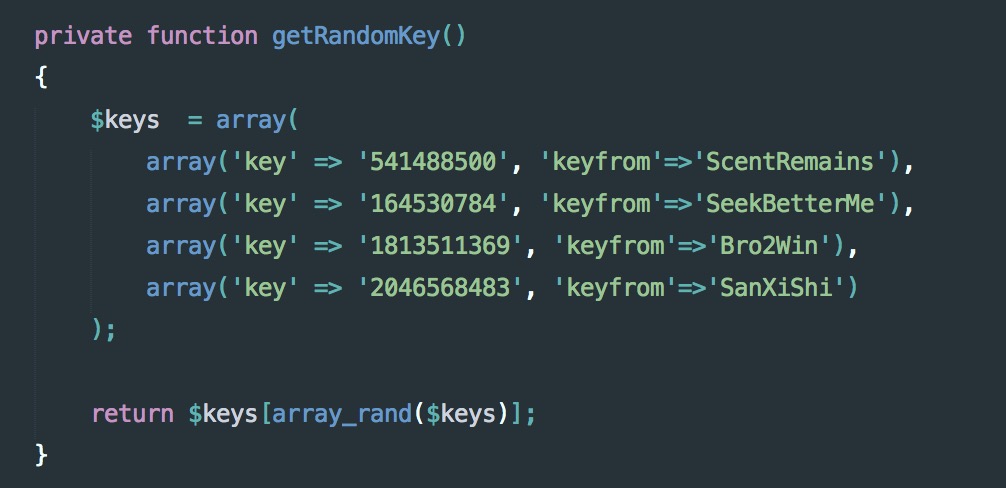 private function getRandomKey()
{
    $keys  = array(
        array('key' => '541488500', 'keyfrom'=>'ScentRemains'),
        array('key' => '164530784', 'keyfrom'=>'SeekBetterMe'),
        array('key' => '1813511369', 'keyfrom'=>'Bro2Win'),
        array('key' => '2046568483', 'keyfrom'=>'SanXiShi')
    );

    return $keys[array_rand($keys)];
}